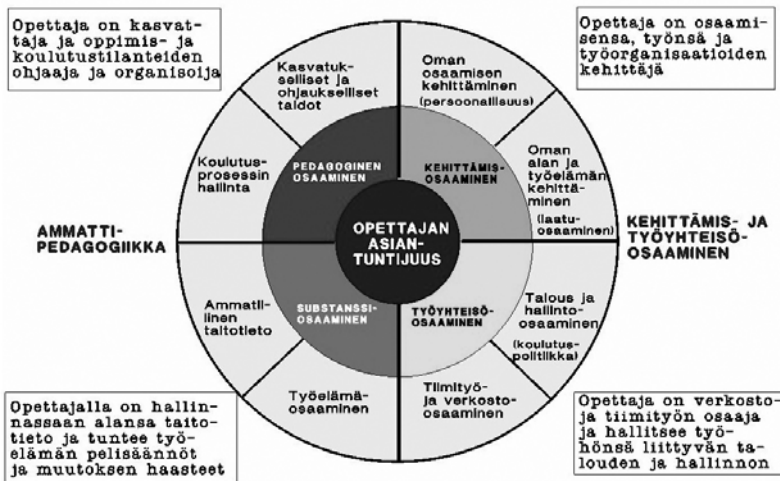 Opettaja on kasvat-
taja ja oppimis- ja
koulutustilanteiden
ohjaaja ja organisoija
Opettaja on osaami-
sensa, työnsä ja
työorganisaatioiden
kehittäjä
Kasvatuk-
selliset ja
ohjaukselliset
taidot
Oman
osaamisen
kehittäminen
(persoonallisuus)
Koulutus-
prosessin
hallinta
PEDAGOGINEN
OSAAMINEN
KEHITTÄMIS-
OSAAMINEN
Oman
alan ja
työelämän
kehittä-
minen
(laatu-
osaaminen)
AMMATTI-
PEDAGOGIIKKA
OPETTAJAN
ASIAN-
TUNTIJUUS
KEHITTÄMIS- JA
TYÖYHTEISÖ-
OSAAMINEN
Ammatil-
linen
taitotieto
SUBSTANSSI-
OSAAMINEN
TYÖYHTEISÖ-
OSAAMINEN
Talous ja
hallinto-
osaaminen
(koulutus-
politiikka)
Työelämä-
osaaminen
Tiimityö-
ja verkosto-
osaaminen
Opettajalla on hallin-
nassaan alansa taito-
tieto ja tuntee työ-
elämän pelisäännöt
ja muutoksen haasteet
Opettaja on verkosto-
ja tiimityön osaaja
ja hallitsee työ-
hönsä liittyvän ta-
louden ja hallinnon